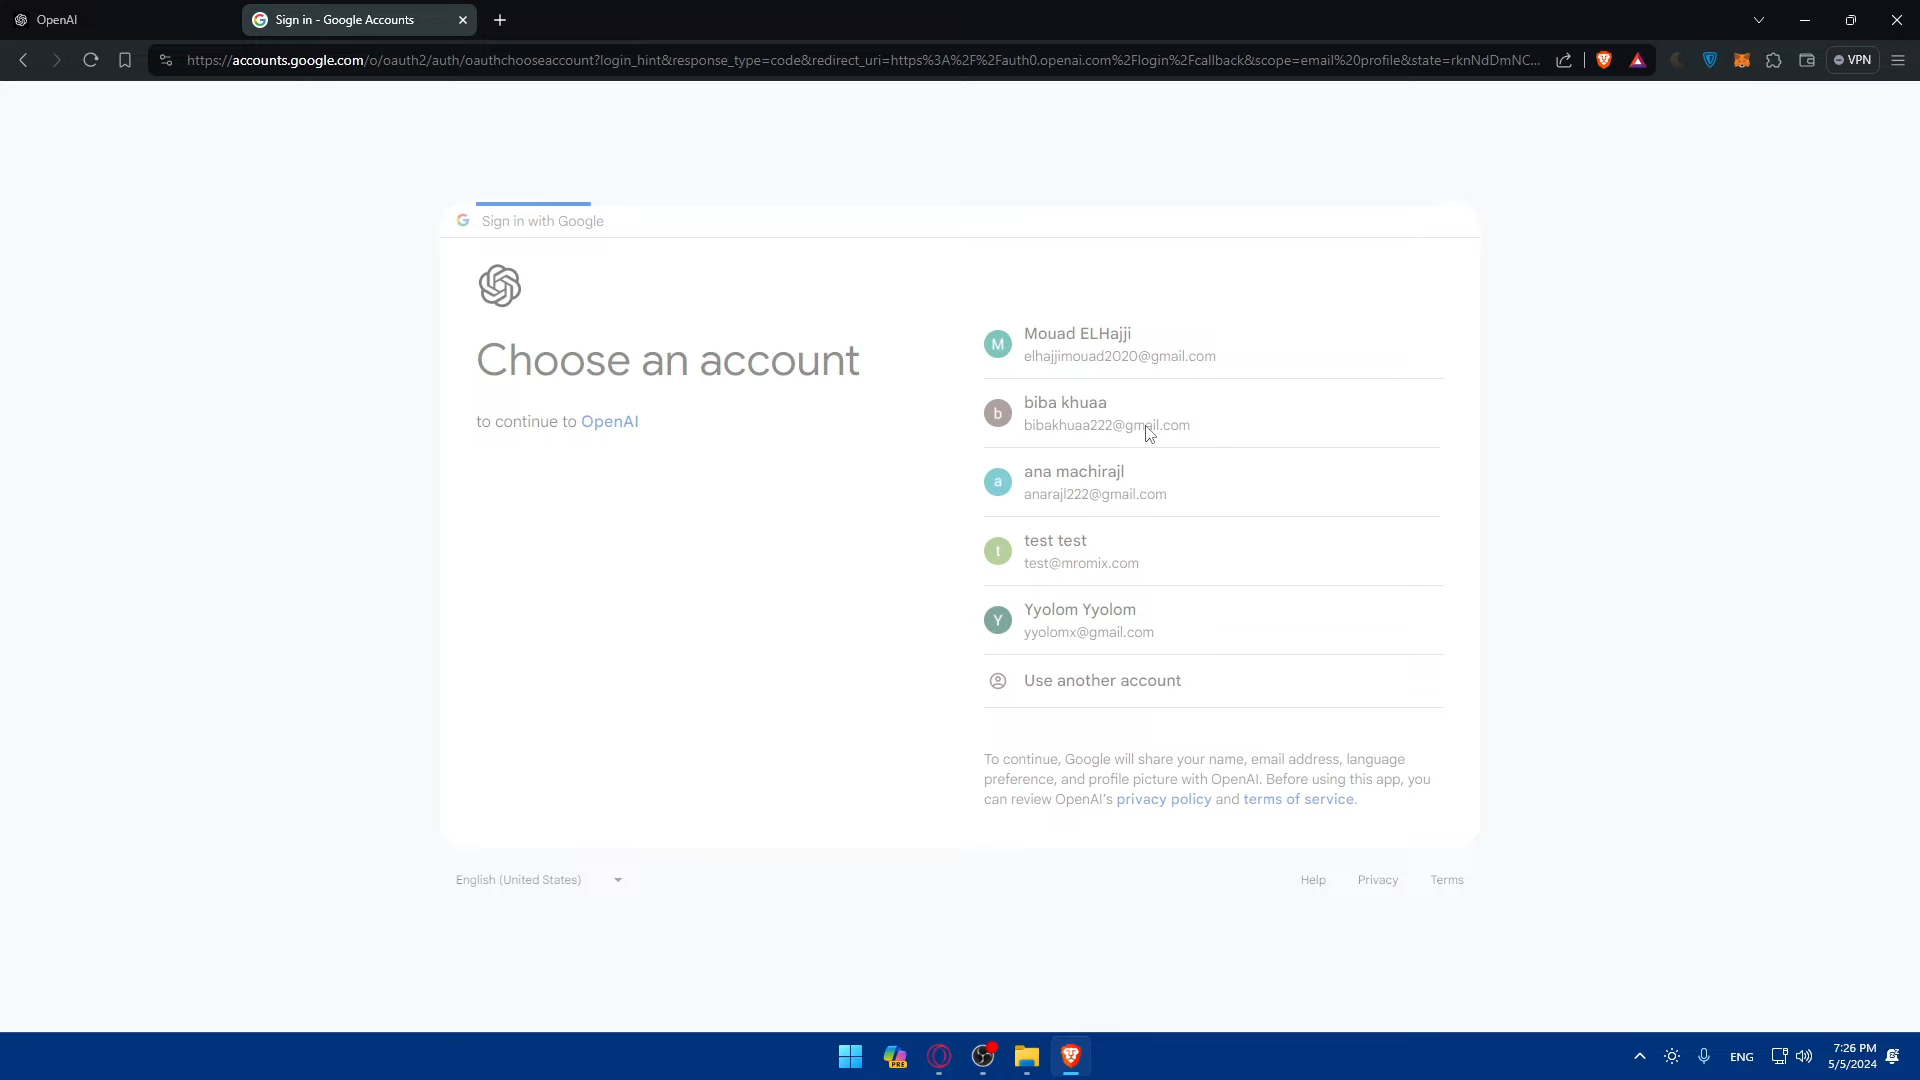 OpenAI
Sign in - Google Accounts
https://accounts.google.com/o/oauth2/auth/oauthchooseaccount?login_hint&response_type=code&redirect_uri=https%3A%2F%2Fauth0.openai.com%2Flogin%2Fcallback&scope=email%20profile&state=rknNdDmNC...
VPN
Sign in with Google
Choose an account
to continue to OpenAI
M
Mouad ELHajji
elhajjimouad2020@gmail.com
b
biba khuaa
bibakhuaa222@gmail.com
a
ana machirajl
anarajl222@gmail.com
t
test test
test@mromix.com
Y
Yyolom Yyolom
yyolomx@gmail.com
Use another account
To continue, Google will share your name, email address, language
preference, and profile picture with OpenAI. Before using this app, you
can review OpenAI's privacy policy and terms of service.
English (United States)
Help
Privacy
Terms
PRE
ENG
7:26 PM
5/5/2024